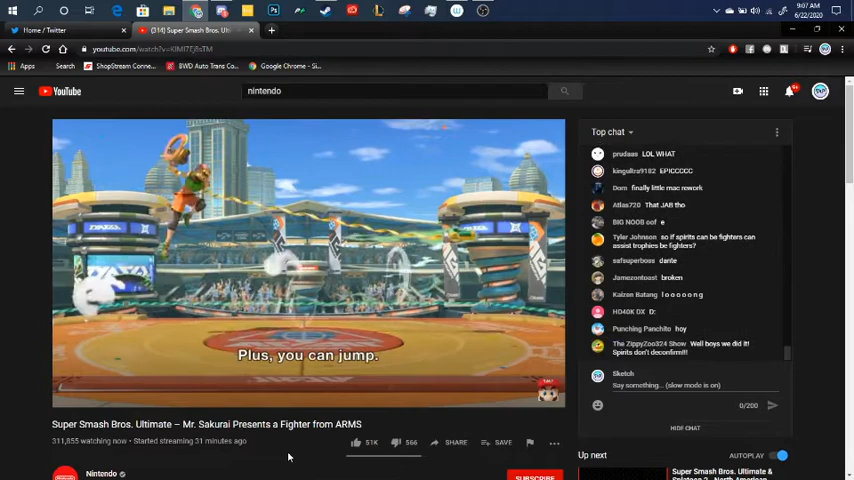 9:07 AM
6/22/2020
Home / Twitter
(314) Super Smash Bros. Ultimate
Apps
Search
ShopStream Conne...
BWD Auto Trans Co...
Google Chrome - Si...
YouTube
nintendo
9+
Plus, you can jump.
Top chat
prudaas LOL WHAT
kingultra9182 EPICCCCC
Dom finally little mac rework
Atlas720 That JAB tho
BIG NOOB oof e
Tyler Johnson so if spirits can be fighters can
assist trophies be fighters?
safsuperboss dante
Jamezontoast broken
Kaizen Batang l o o o o o n g
HD40K DX D:
Punching Panchito hoy
The ZippyZoo324 Show Well boys we did it!
Spirits don't deconfirm!!!
Sketch
Say something... (slow mode is on)
0/200
HIDE CHAT
Super Smash Bros. Ultimate – Mr. Sakurai Presents a Fighter from ARMS
311,855 watching now • Started streaming 31 minutes ago
51K
566
SHARE
SAVE
Nintendo
SUBSCRIBE
Up next
AUTOPLAY
Super Smash Bros. Ultimate &
Splatoon 2 - North American